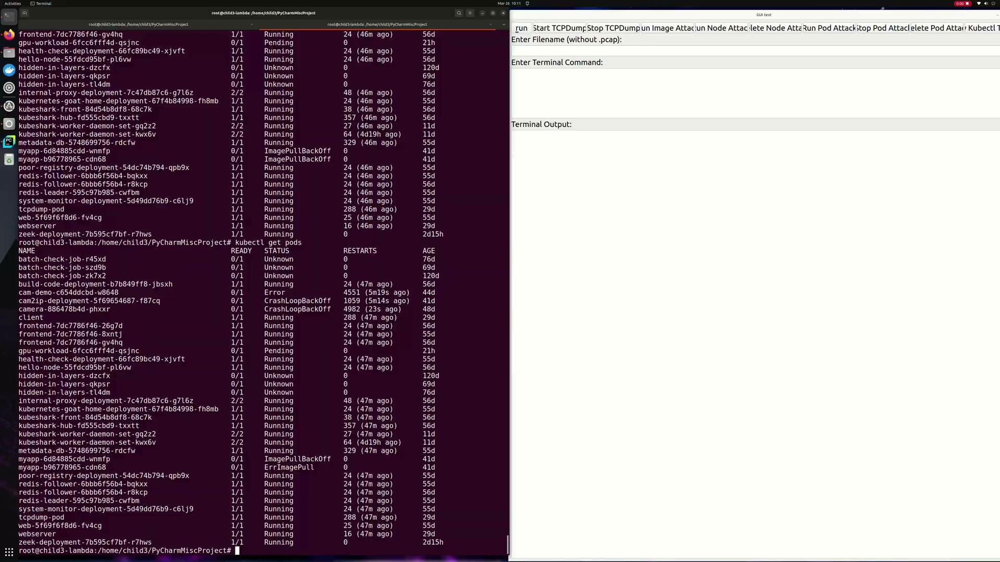 Activities
Terminal
Mar 26 10:11
0:00
root@child3-lambda: /home/child3/PyCharmMiscProject
root@child3-lambda: /home/child3/PyCharmMiscProject
root@child3-lambda: /home/child3/PyCharmMiscProject
frontend-7dc7786f46-gv4hq 1/1 Running 24 (46m ago) 56d
gpu-workload-6fcc6fff4d-qsjnc 0/1 Pending 0 21h
health-check-deployment-66fc89bc49-xjvft 1/1 Running 24 (46m ago) 55d
hello-node-55fdcd95bf-pl6vw 1/1 Running 24 (46m ago) 56d
hidden-in-layers-dzcfx 0/1 Unknown 0 120d
hidden-in-layers-qkpsr 0/1 Unknown 0 69d
hidden-in-layers-tl4dm 0/1 Unknown 0 76d
internal-proxy-deployment-7c47db87c6-g7l6z 2/2 Running 48 (46m ago) 56d
kubernetes-goat-home-deployment-67f4b84998-fh8mb 1/1 Running 24 (46m ago) 55d
kubeshark-front-84d54b8df8-68c7k 1/1 Running 38 (46m ago) 56d
kubeshark-hub-fd555cbd9-txxtt 1/1 Running 357 (46m ago) 56d
kubeshark-worker-daemon-set-gq2z2 2/2 Running 27 (46m ago) 11d
kubeshark-worker-daemon-set-kwx6v 2/2 Running 64 (4d19h ago) 11d
metadata-db-5748699756-rdcfw 1/1 Running 329 (46m ago) 55d
myapp-6d84885cdd-wnmfp 0/1 ImagePullBackOff 0 41d
myapp-b96778965-cdn68 0/1 ImagePullBackOff 0 41d
poor-registry-deployment-54dc74b794-qpb9x 1/1 Running 24 (46m ago) 55d
redis-follower-6bbb6f56b4-bqkxx 1/1 Running 24 (46m ago) 55d
redis-follower-6bbb6f56b4-r8kcp 1/1 Running 24 (46m ago) 56d
redis-leader-595c97b985-cwfbm 1/1 Running 24 (46m ago) 55d
system-monitor-deployment-5d49dd76b9-c6lj9 1/1 Running 24 (46m ago) 55d
tcpdump-pod 1/1 Running 288 (46m ago) 29d
web-5f69f6f8d6-fv4cg 1/1 Running 25 (46m ago) 55d
webserver 1/1 Running 16 (46m ago) 29d
zeek-deployment-7b595cf7bf-r7hws 1/1 Running 0 2d15h
root@child3-lambda:/home/child3/PyCharmMiscProject# kubectl get pods
NAME READY STATUS RESTARTS AGE
batch-check-job-r45xd 0/1 Unknown 0 76d
batch-check-job-szd9b 0/1 Unknown 0 69d
batch-check-job-zk7x2 0/1 Unknown 0 120d
build-code-deployment-b7b849ff8-jbsxh 1/1 Running 24 (47m ago) 56d
cam-demo-c654ddcbd-w8648 0/1 Error 4551 (5m19s ago) 44d
cam2ip-deployment-5f69654687-f87cq 0/1 CrashLoopBackOff 1059 (5m14s ago) 41d
camera-886478b4d-phxxr 0/1 CrashLoopBackOff 4982 (23s ago) 48d
client 1/1 Running 288 (47m ago) 29d
frontend-7dc7786f46-26g7d 1/1 Running 24 (47m ago) 56d
frontend-7dc7786f46-8xntj 1/1 Running 24 (47m ago) 55d
frontend-7dc7786f46-gv4hq 1/1 Running 24 (47m ago) 56d
gpu-workload-6fcc6fff4d-qsjnc 0/1 Pending 0 21h
health-check-deployment-66fc89bc49-xjvft 1/1 Running 24 (47m ago) 55d
hello-node-55fdcd95bf-pl6vw 1/1 Running 24 (47m ago) 56d
hidden-in-layers-dzcfx 0/1 Unknown 0 120d
hidden-in-layers-qkpsr 0/1 Unknown 0 69d
hidden-in-layers-tl4dm 0/1 Unknown 0 76d
internal-proxy-deployment-7c47db87c6-g7l6z 2/2 Running 48 (47m ago) 56d
kubernetes-goat-home-deployment-67f4b84998-fh8mb 1/1 Running 24 (47m ago) 55d
kubeshark-front-84d54b8df8-68c7k 1/1 Running 38 (47m ago) 56d
kubeshark-hub-fd555cbd9-txxtt 1/1 Running 357 (47m ago) 56d
kubeshark-worker-daemon-set-gq2z2 2/2 Running 27 (47m ago) 11d
kubeshark-worker-daemon-set-kwx6v 2/2 Running 64 (4d19h ago) 11d
metadata-db-5748699756-rdcfw 1/1 Running 329 (47m ago) 55d
myapp-6d84885cdd-wnmfp 0/1 ImagePullBackOff 0 41d
myapp-b96778965-cdn68 0/1 ErrImagePull 0 41d
poor-registry-deployment-54dc74b794-qpb9x 1/1 Running 24 (47m ago) 55d
redis-follower-6bbb6f56b4-bqkxx 1/1 Running 24 (47m ago) 55d
redis-follower-6bbb6f56b4-r8kcp 1/1 Running 24 (47m ago) 56d
redis-leader-595c97b985-cwfbm 1/1 Running 24 (47m ago) 55d
system-monitor-deployment-5d49dd76b9-c6lj9 1/1 Running 24 (47m ago) 55d
tcpdump-pod 1/1 Running 288 (47m ago) 29d
web-5f69f6f8d6-fv4cg 1/1 Running 25 (47m ago) 55d
webserver 1/1 Running 16 (47m ago) 29d
zeek-deployment-7b595cf7bf-r7hws 1/1 Running 0 2d15h
root@child3-lambda:/home/child3/PyCharmMiscProject#
GUI test
run Start TCPDump Stop TCPDump un Image Attac un Node Attac lete Node Atta Run Pod Attack Stop Pod Attack elete Pod Atta Kubectl T
Enter Filename (without .pcap):
Enter Terminal Command:
Terminal Output:
PC